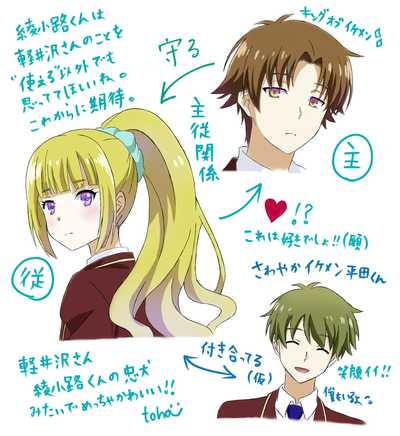 綾小路くんは
軽井沢さんのことを
"使える"以外でも
思っててほしいね。
これからに期待。
守る
キングオブイケメン
主従関係
主
従
!?
これは好きでしょ!!(願)
さわやかイケメン平田くん
付き合ってる
(仮)
笑顔イイ!!
軽井沢さん
綾小路くんの忠犬
みたいでめっちゃかわいい!!
toha